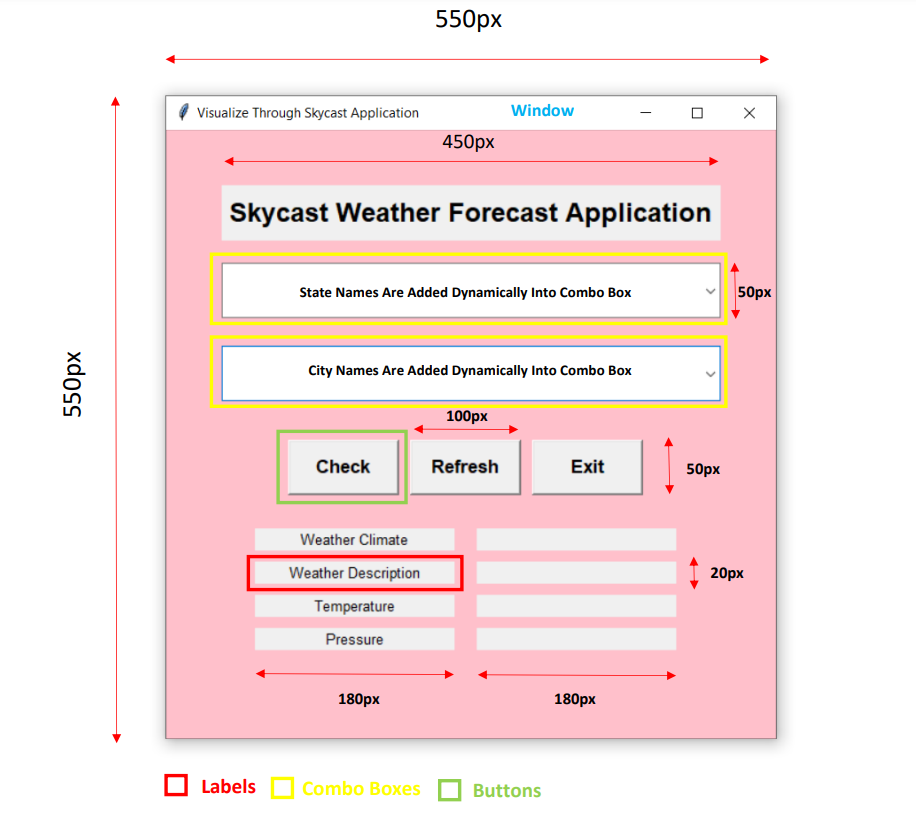 550px
Visualize Through Skycast Application Window
450px
Skycast Weather Forecast Application
State Names Are Added Dynamically Into Combo Box
50px
550px
City Names Are Added Dynamically Into Combo Box
100px
Check Refresh Exit
50px
Weather Climate
Weather Description
20px
Temperature
Pressure
180px 180px
Labels Combo Boxes Buttons